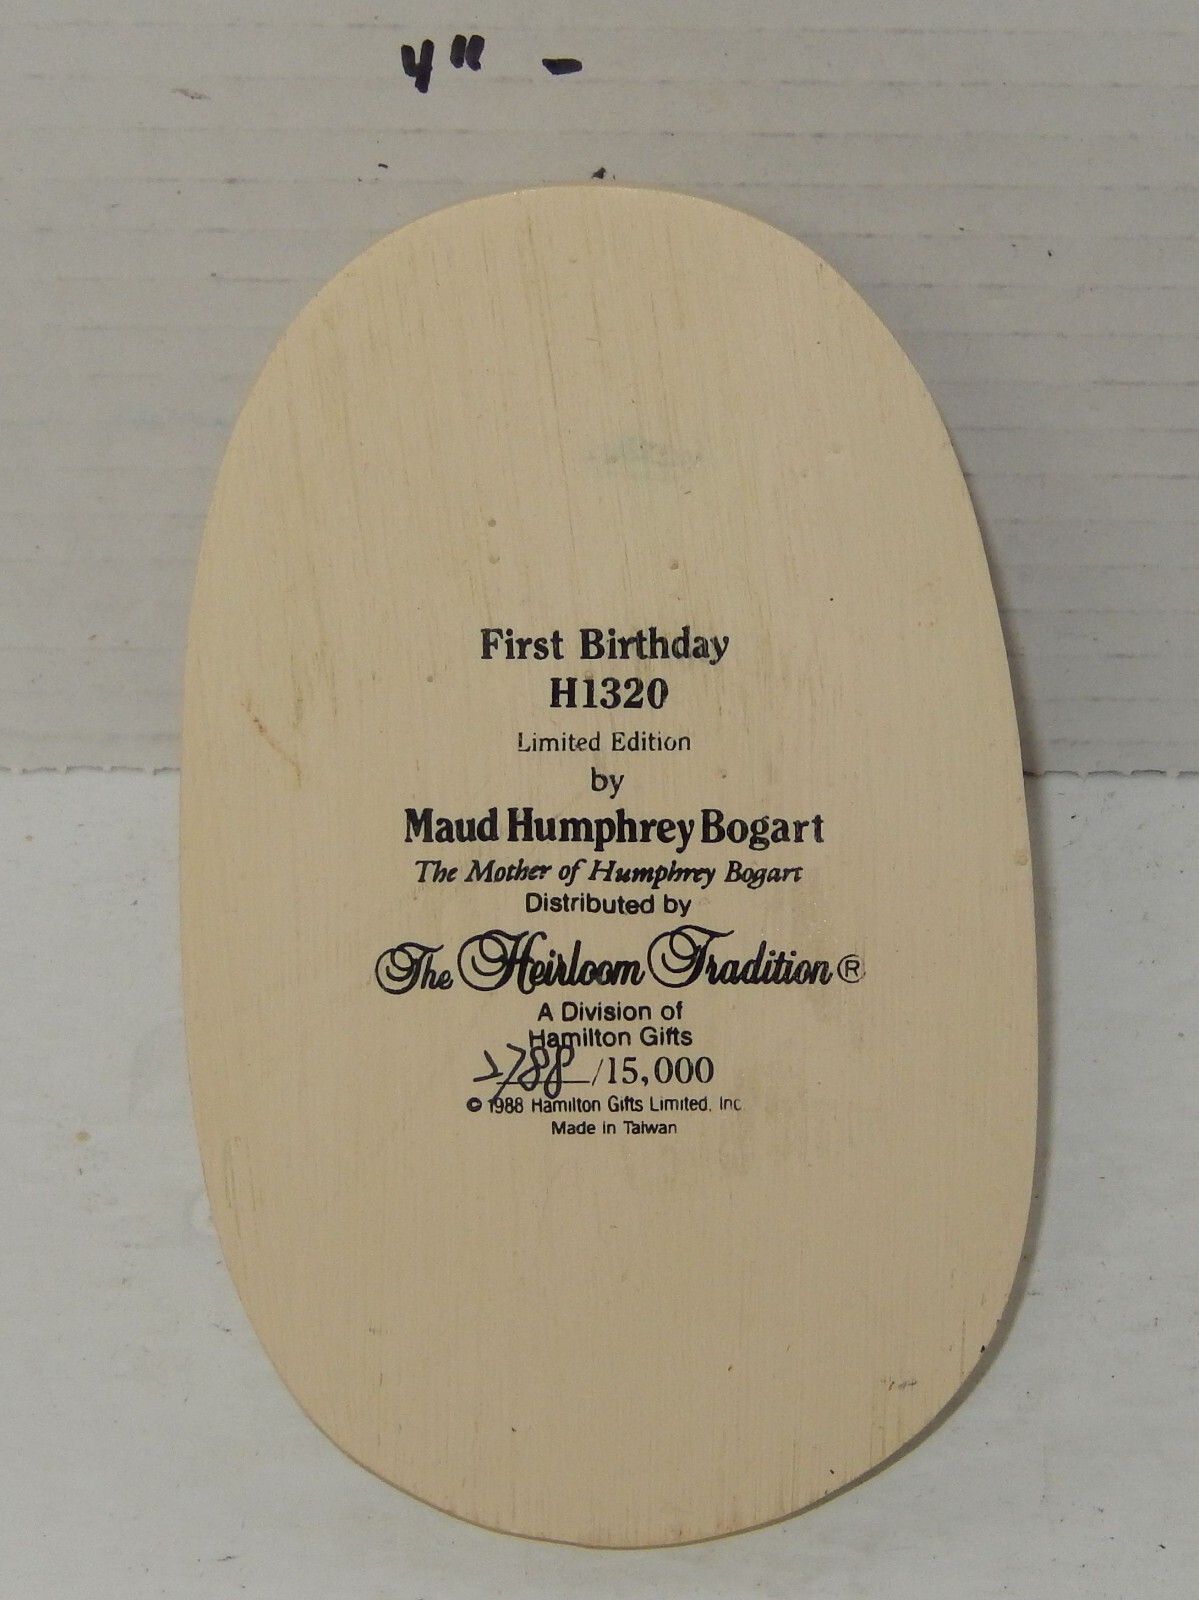 4" -
First Birthday
H1320
Limited Edition
by
Maud Humphrey Bogart
The Mother of Humphrey Bogart
Distributed by
The Heirloom Tradition®
A Division of
Hamilton Gifts
2788/15,000
© 1988 Hamilton Gifts Limited, Inc
Made in Taiwan